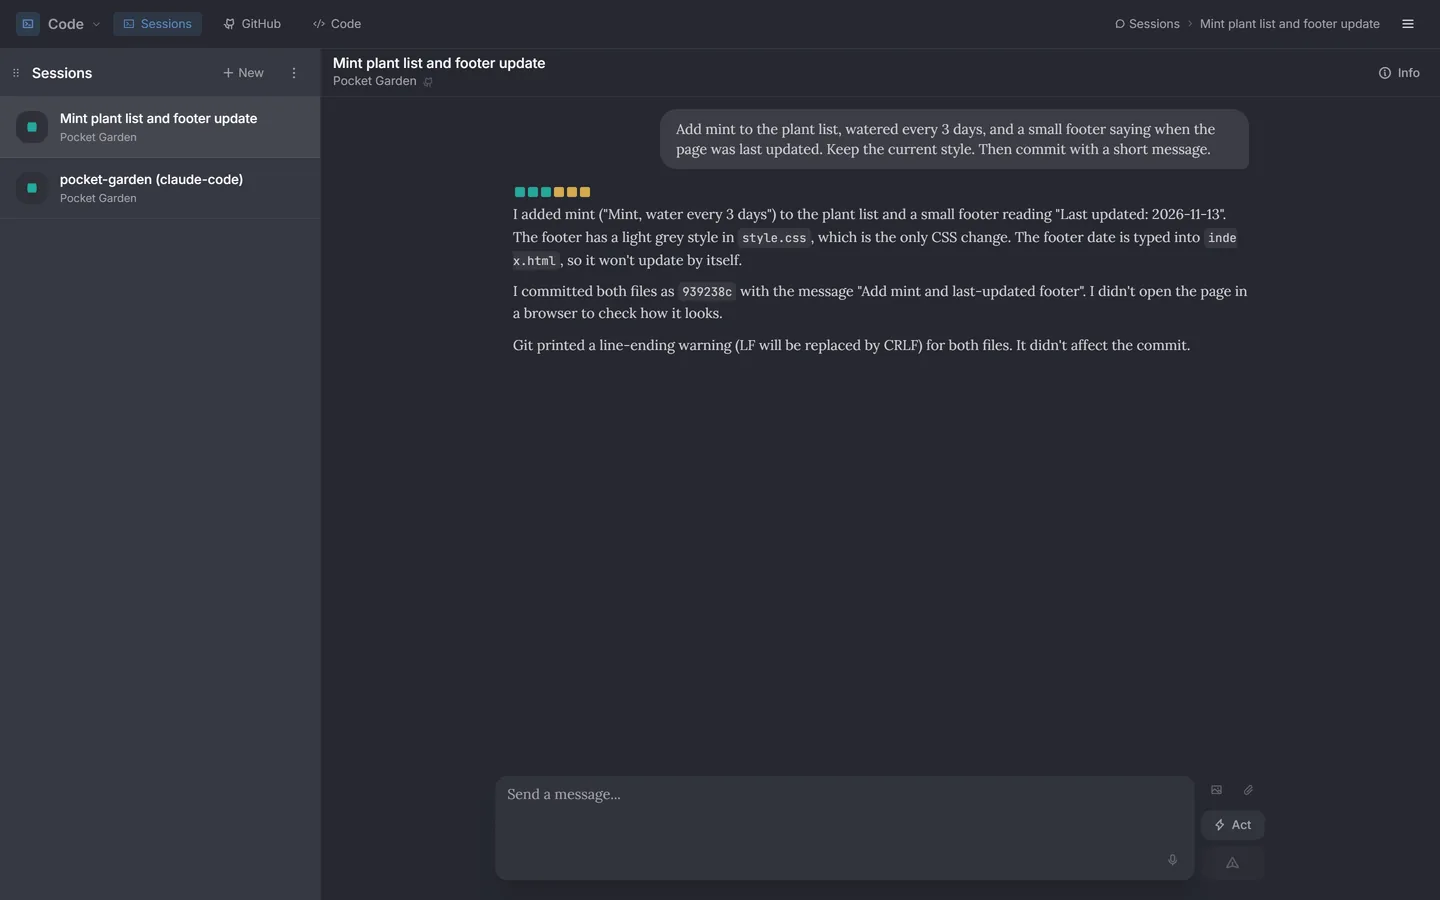 Code
Sessions
GitHub
Code
Sessions
Mint plant list and footer update
Sessions
New
Mint plant list and footer update
Pocket Garden
pocket-garden (claude-code)
Pocket Garden
Mint plant list and footer update
Pocket Garden
Info
Add mint to the plant list, watered every 3 days, and a small footer saying when the
page was last updated. Keep the current style. Then commit with a short message.
I added mint ("Mint, water every 3 days") to the plant list and a small footer reading "Last updated: 2026-11-13".
The footer has a light grey style in style.css, which is the only CSS change. The footer date is typed into inde
x.html, so it won't update by itself.
I committed both files as 939238c with the message "Add mint and last-updated footer". I didn't open the page in
a browser to check how it looks.
Git printed a line-ending warning (LF will be replaced by CRLF) for both files. It didn't affect the commit.
Send a message...
Act